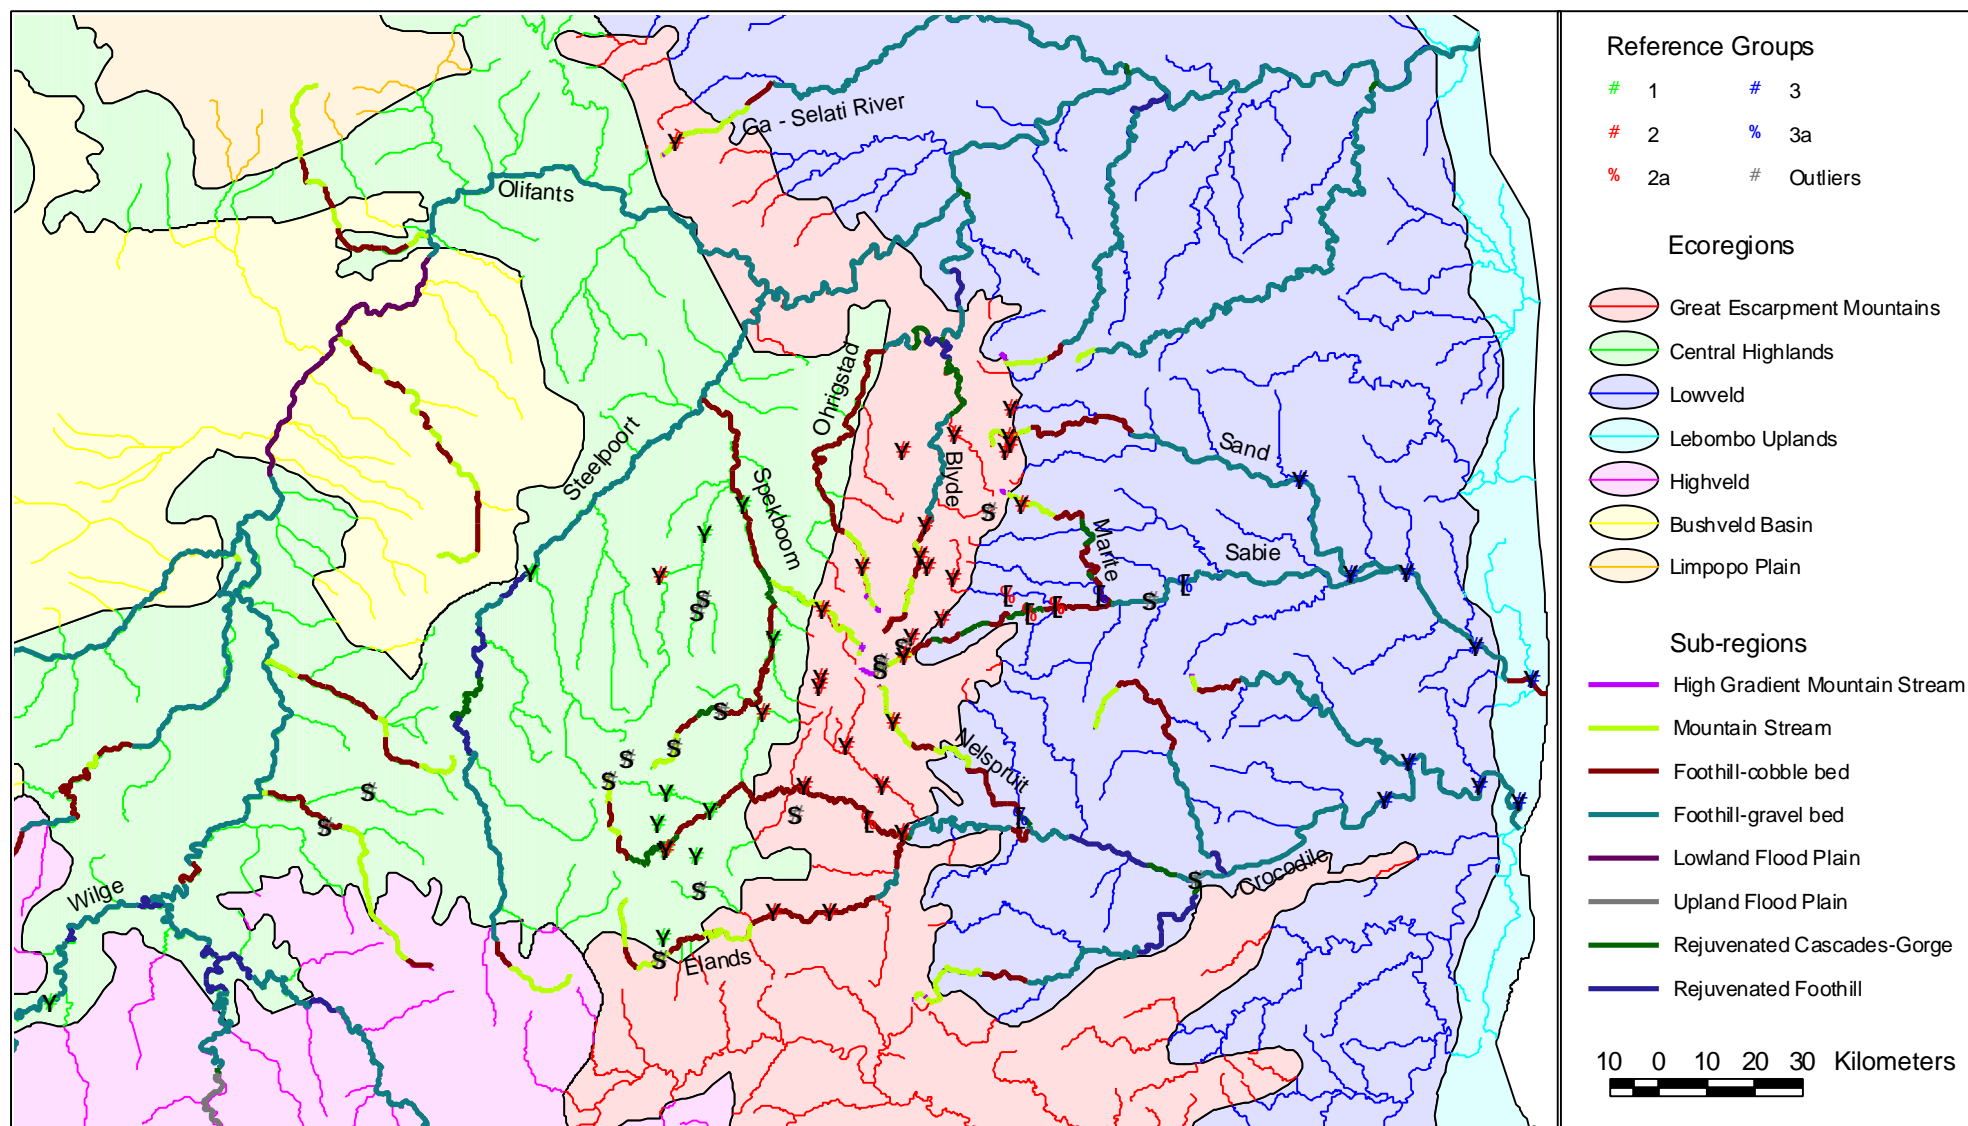 Ga - Selati River
Olifants
Ohrigstad
Steelpoort
Spekboom
Blyde
Sand
Marite
Sabie
Nelspruit
Crocodile
Elands
Wilge
Reference Groups
# 1
# 3
# 2
% 3a
% 2a
# Outliers
Ecoregions
Great Escarpment Mountains
Central Highlands
Lowveld
Lebombo Uplands
Highveld
Bushveld Basin
Limpopo Plain
Sub-regions
High Gradient Mountain Stream
Mountain Stream
Foothill-cobble bed
Foothill-gravel bed
Lowland Flood Plain
Upland Flood Plain
Rejuvenated Cascades-Gorge
Rejuvenated Foothill
10 0 10 20 30 Kilometers